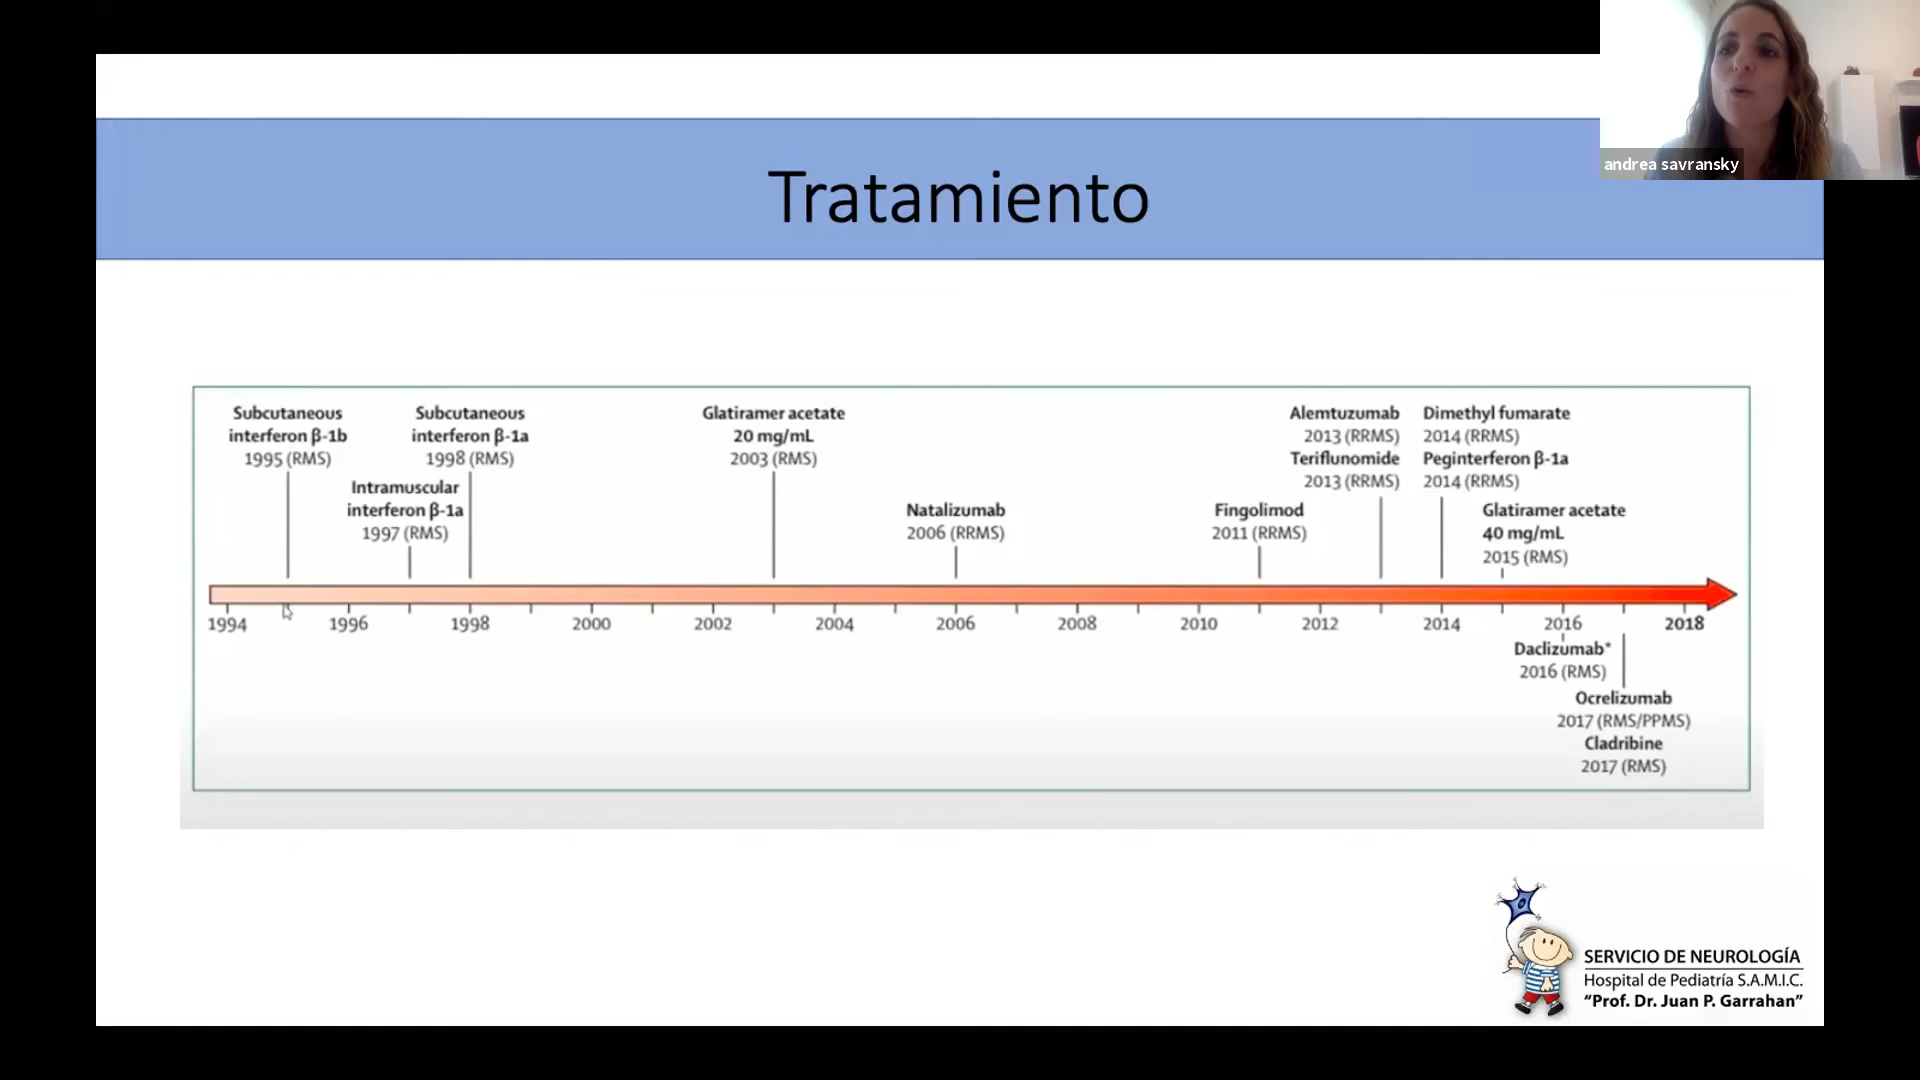 andrea savransky
Tratamiento
Subcutaneous
interferon β-1b
1995 (RMS)
Intramuscular
interferon β-1a
1997 (RMS)
Subcutaneous
interferon β-1a
1998 (RMS)
Glatiramer acetate
20 mg/mL
2003 (RMS)
Natalizumab
2006 (RRMS)
Fingolimod
2011 (RRMS)
Alemtuzumab
2013 (RRMS)
Teriflunomide
2013 (RRMS)
Dimethyl fumarate
2014 (RRMS)
Peginterferon β-1a
2014 (RRMS)
Glatiramer acetate
40 mg/mL
2015 (RMS)
1994 1996 1998 2000 2002 2004 2006 2008 2010 2012 2014 2016 2018
Daclizumab*
2016 (RMS)
Ocrelizumab
2017 (RMS/PPMS)
Cladribine
2017 (RMS)
SERVICIO DE NEUROLOGÍA
Hospital de Pediatría S.A.M.I.C.
“Prof. Dr. Juan P. Garrahan”